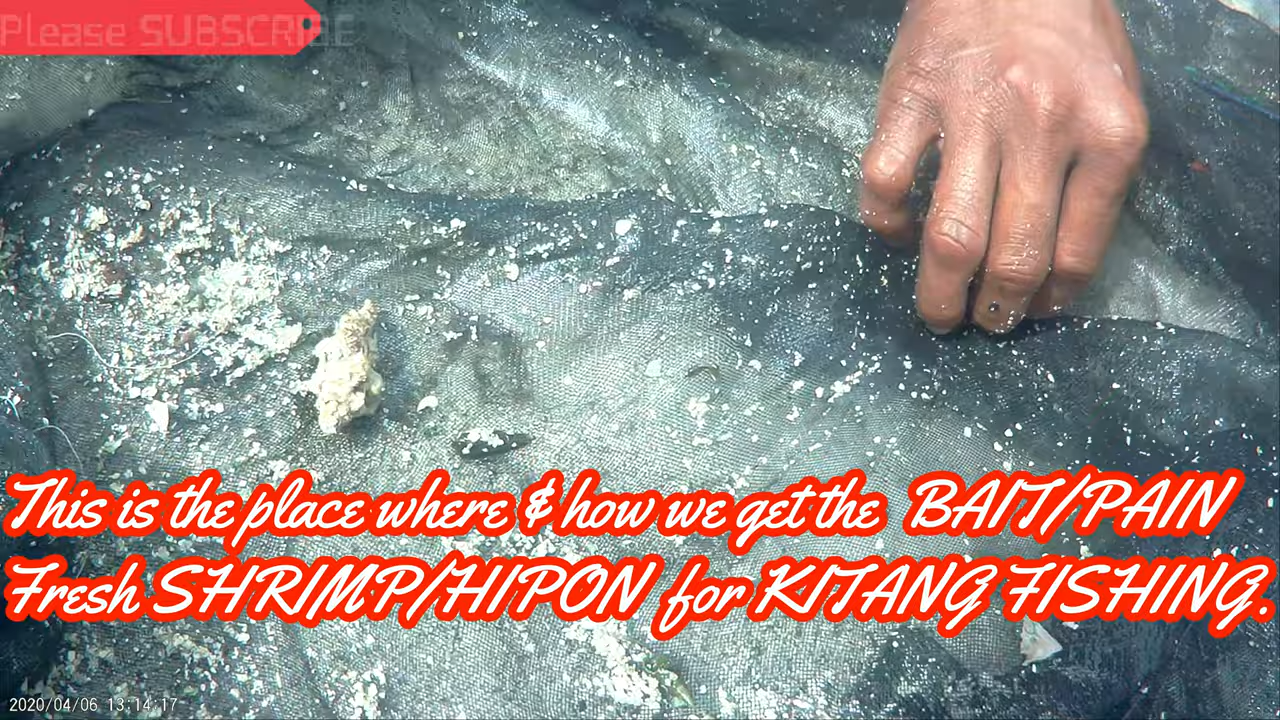 Please SUBSCRIBE
This is the place where & how we get the BAIT/PAIN
Fresh SHRIMP/HIPON for KITANG FISHING.
2020/04/06 13:14:17